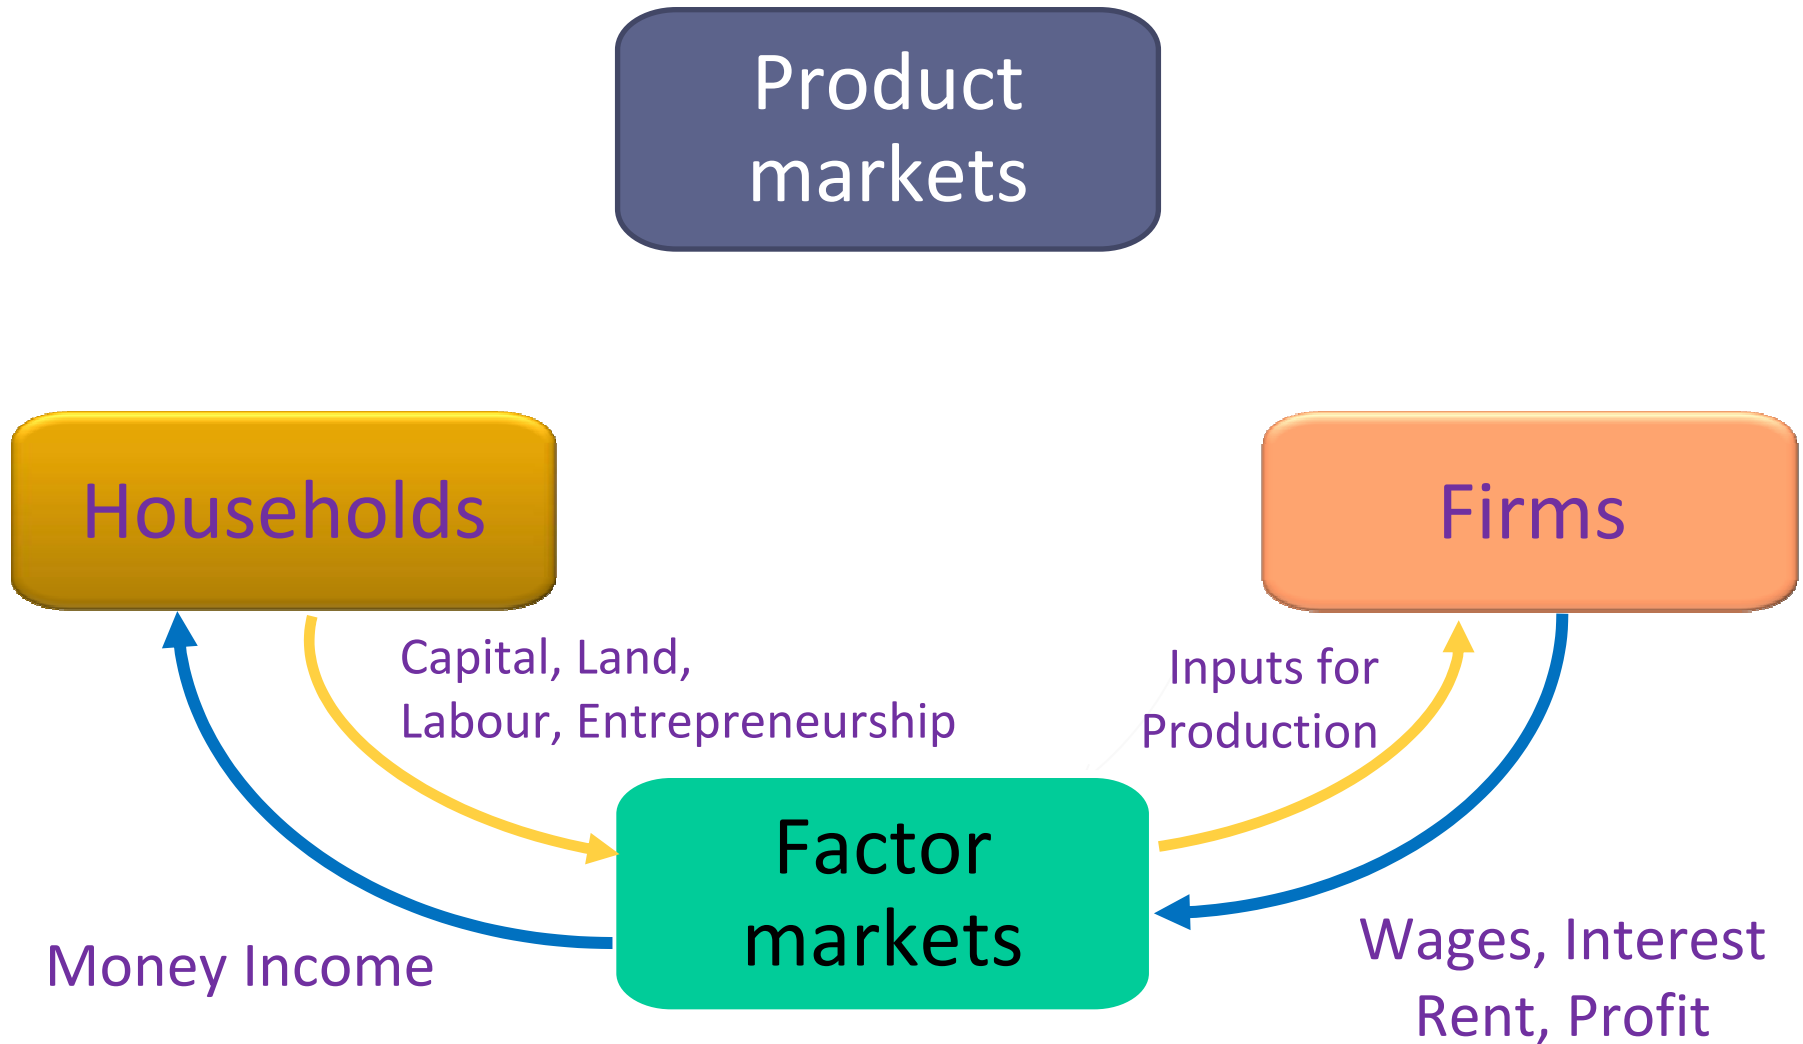 Product
markets
Households
Firms
Capital, Land,
Labour, Entrepreneurship
Inputs for
Production
Factor
markets
Money Income
Wages, Interest
Rent, Profit